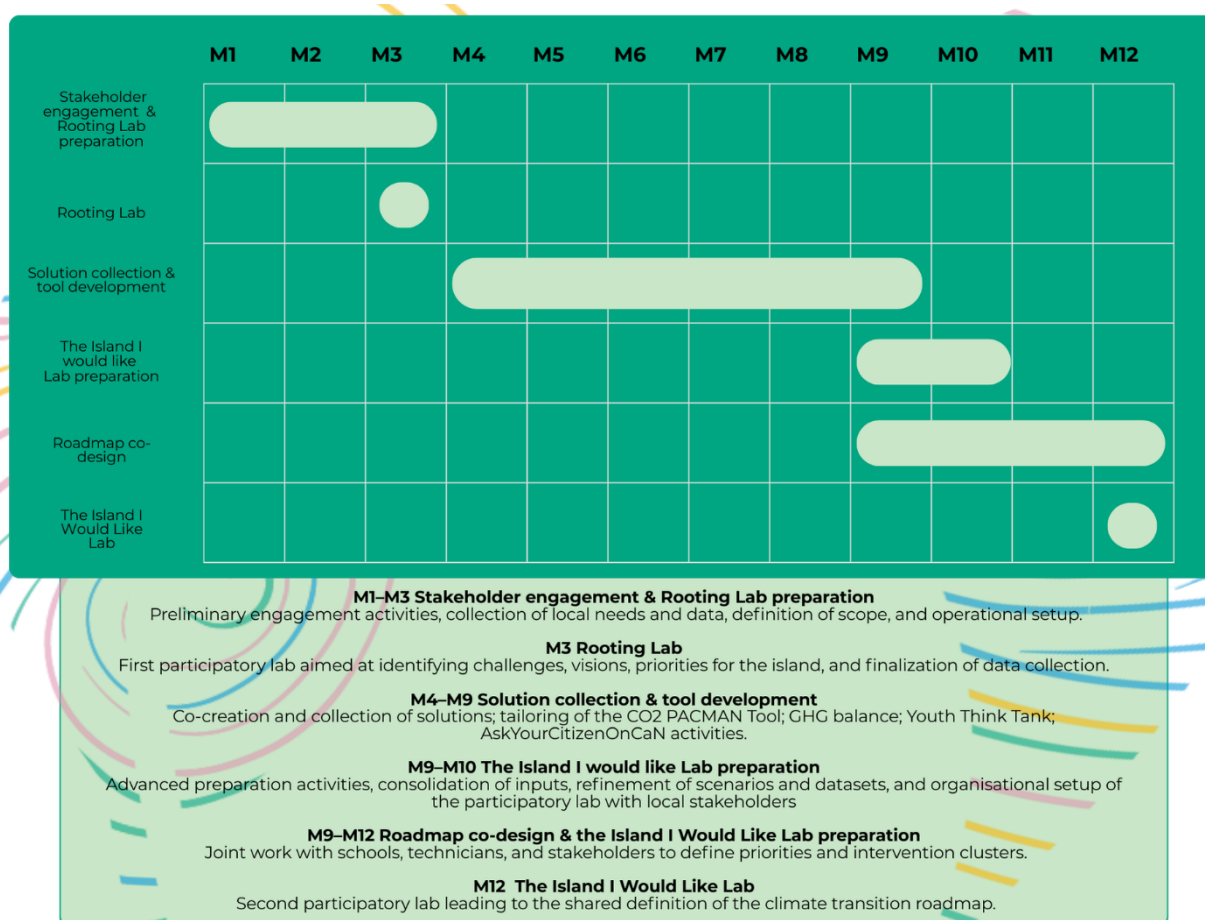 M1 M2 M3 M4 M5 M6 M7 M8 M9 M10 M11 M12
Stakeholder
engagement &
Rooting Lab
preparation
Rooting Lab
Solution collection &
tool development
The Island I
would like
Lab preparation
Roadmap co-
design
The Island I
Would Like
Lab
M1–M3 Stakeholder engagement & Rooting Lab preparation
Preliminary engagement activities, collection of local needs and data, definition of scope, and operational setup.
M3 Rooting Lab
First participatory lab aimed at identifying challenges, visions, priorities for the island, and finalization of data collection.
M4–M9 Solution collection & tool development
Co-creation and collection of solutions; tailoring of the CO2 PACMAN Tool; GHG balance; Youth Think Tank;
AskYourCitizenOnCaN activities.
M9–M10 The Island I would like Lab preparation
Advanced preparation activities, consolidation of inputs, refinement of scenarios and datasets, and organisational setup of
the participatory lab with local stakeholders
M9–M12 Roadmap co-design & the Island I Would Like Lab preparation
Joint work with schools, technicians, and stakeholders to define priorities and intervention clusters.
M12 The Island I Would Like Lab
Second participatory lab leading to the shared definition of the climate transition roadmap.